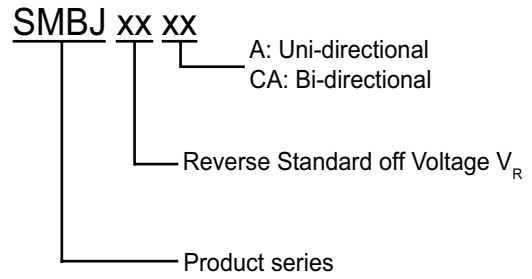 SMBJ xx xx
A: Uni-directional
CA: Bi-directional
Reverse Standard off Voltage VR
Product series